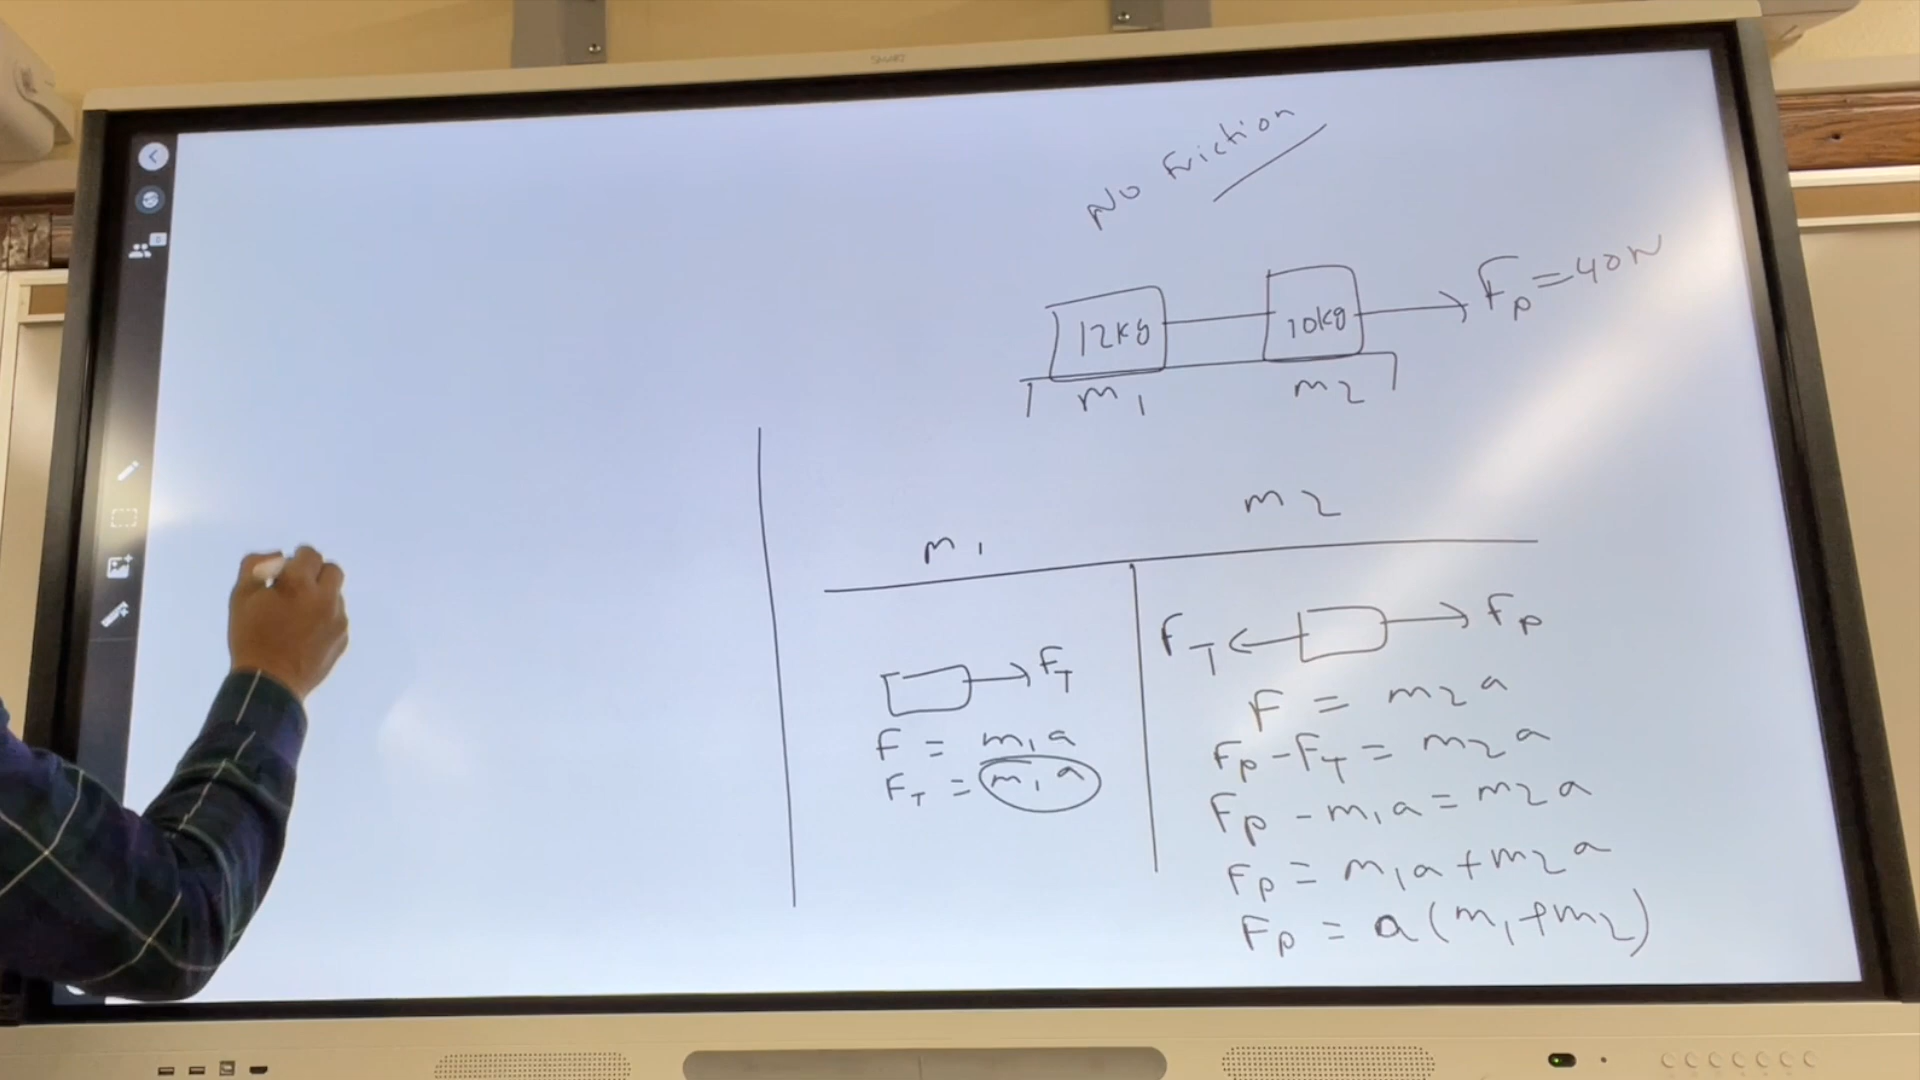 SMART
No Friction
12kg
10kg
Fp = 40N
m1
m2
m1
m2
FT
F = m1a
FT = m1a
FT
Fp
F = m2a
Fp - FT = m2a
Fp - m1a = m2a
Fp = m1a + m2a
Fp = a(m1+m2)